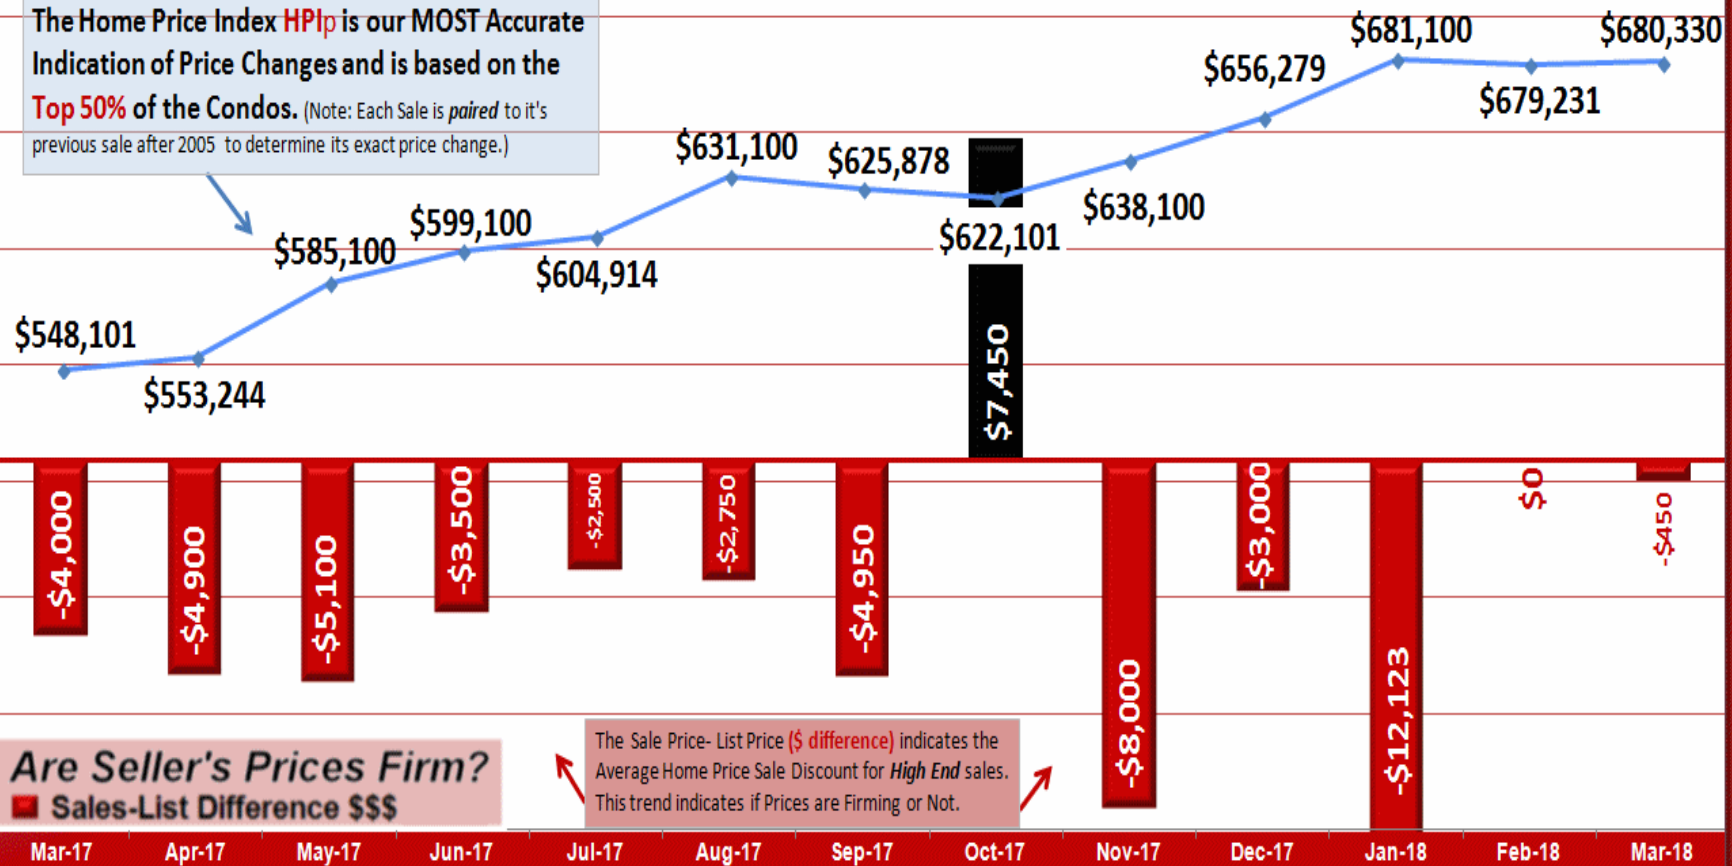 The Home Price Index HPIp is our MOST Accurate
Indication of Price Changes and is based on the
Top 50% of the Condos. (Note: Each Sale is paired to it's
previous sale after 2005 to determine its exact price change.)
$548,101
$553,244
$585,100
$599,100
$604,914
$631,100
$625,878
$622,101
$638,100
$656,279
$681,100
$679,231
$680,330
-$4,000
-$4,900
-$5,100
-$3,500
-$2,500
-$2,750
-$4,950
$7,450
-$8,000
-$3,000
-$12,123
$0
-$450
Are Seller's Prices Firm?
Sales-List Difference $$$
The Sale Price- List Price ($ difference) indicates the
Average Home Price Sale Discount for High End sales.
This trend indicates if Prices are Firming or Not.
Mar-17 Apr-17 May-17 Jun-17 Jul-17 Aug-17 Sep-17 Oct-17 Nov-17 Dec-17 Jan-18 Feb-18 Mar-18